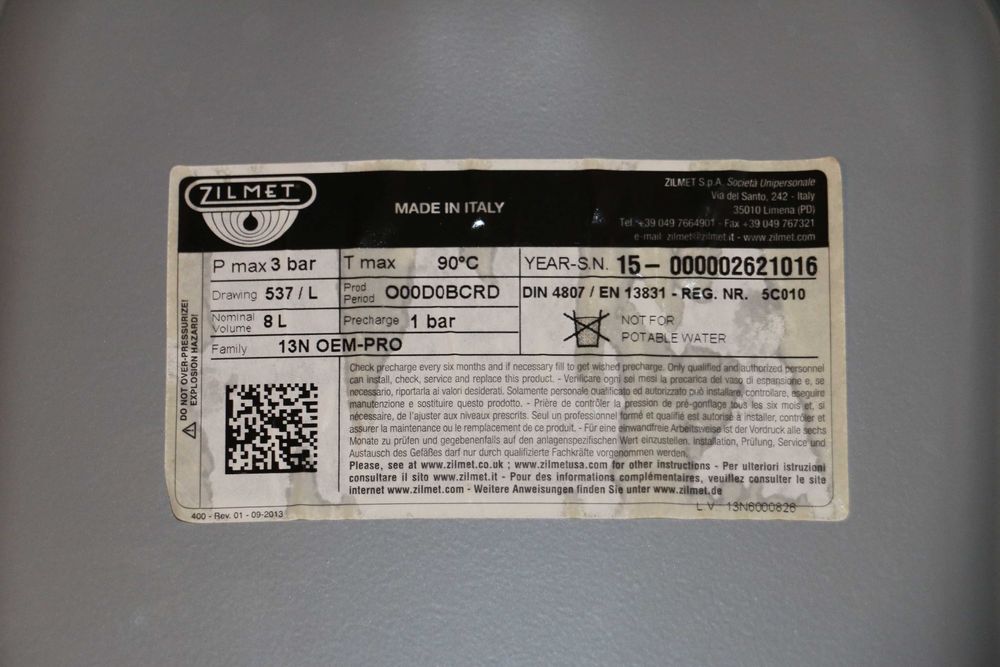 ZILMET
MADE IN ITALY
ZILMET S.p.A. Società Unipersonale
Via del Santo, 242 - Italy
35010 Limena (PD)
Tel. +39 049 7664901 - Fax +39 049 767321
e-mail: zilmet@zilmet.it - www.zilmet.com
P max 3 bar
T max 90°C
YEAR-S.N. 15- 000002621016
Drawing 537 / L
Prod Period O00D0BCRD
DIN 4807 / EN 13831 - REG. NR. 5C010
Nominal Volume 8 L
Precharge 1 bar
NOT FOR
POTABLE WATER
Family 13N OEM-PRO
DO NOT OVER-PRESSURIZE!
EXPLOSION HAZARD!
Check precharge every six months and if necessary fill to get wished precharge. Only qualified and authorized personnel
can install, check, service and replace this product. - Verificare ogni sei mesi la precarica del vaso di espansione e, se
necessario, riportarla ai valori desiderati. Solamente personale qualificato ed autorizzato può installare, controllare, eseguire
manutenzione e sostituire questo prodotto. - Prière de contrôler la pression de pré-gonflage tous les six mois et, si
nécessaire, de l'ajuster aux niveaux prescrits. Seul un professionnel formé et qualifié est autorisé à installer, contrôler et
assurer la maintenance ou le remplacement de ce produit. - Für eine einwandfreie Arbeitsweise ist der Vordruck alle sechs
Monate zu prüfen und gegebenenfalls auf den anlagenspezifischen Wert einzustellen. Installation, Prüfung, Service und
Austausch des Gefäßes darf nur durch qualifizierte Fachkräfte vorgenommen werden.
Please, see at www.zilmet.co.uk ; www.zilmetusa.com for other instructions - Per ulteriori istruzioni
consultare il sito www.zilmet.it - Pour des informations complémentaires, veuillez consulter le site
internet www.zilmet.com - Weitere Anweisungen finden Sie unter www.zilmet.de
400 - Rev. 01 - 09-2013
L V 13N6000828